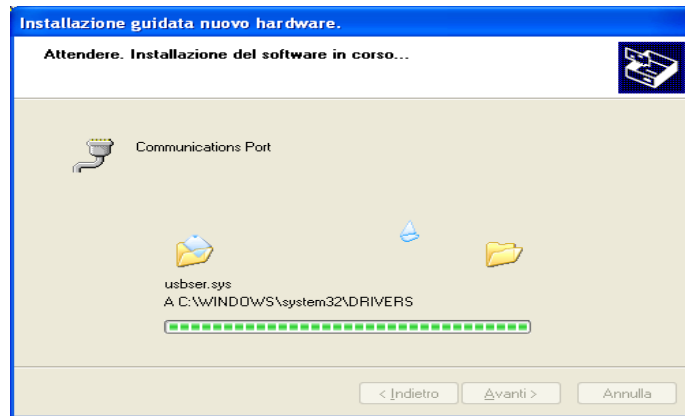 Installazione guidata nuovo hardware.
Attendere. Installazione del software in corso...
Communications Port
usbser.sys
A C:\WINDOWS\system32\DRIVERS
< Indietro
Avanti >
Annulla